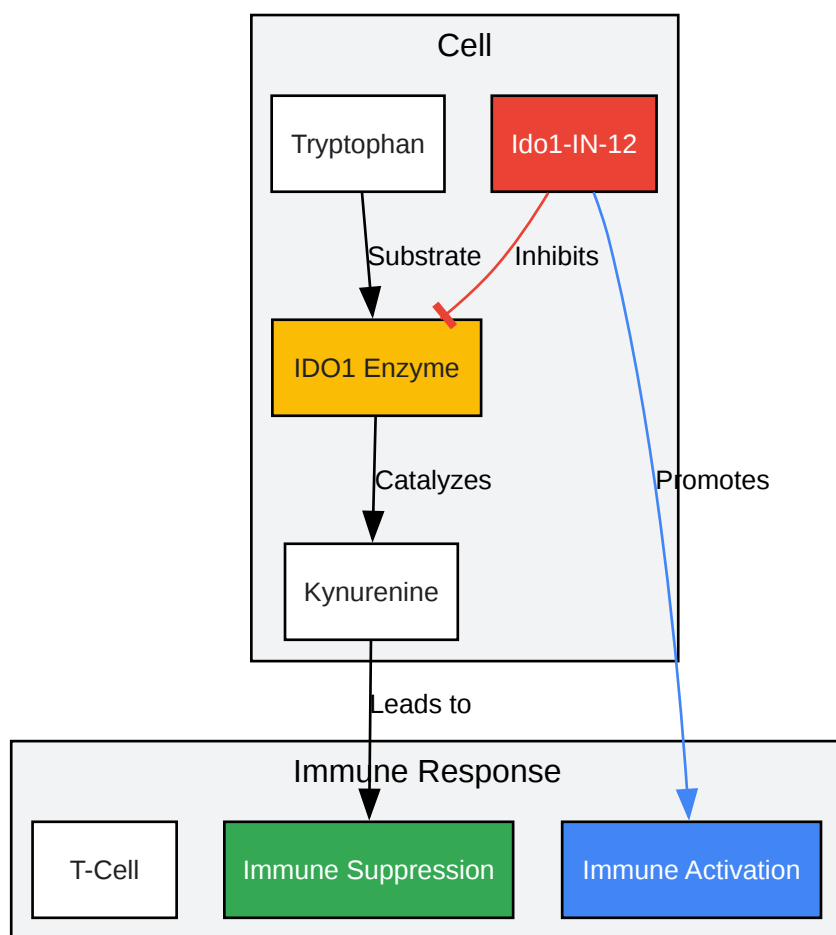 Cell
Tryptophan
Ido1-IN-12
Substrate
Inhibits
IDO1 Enzyme
Catalyzes
Promotes
Kynurenine
Leads to
Immune Response
T-Cell
Immune Suppression
Immune Activation